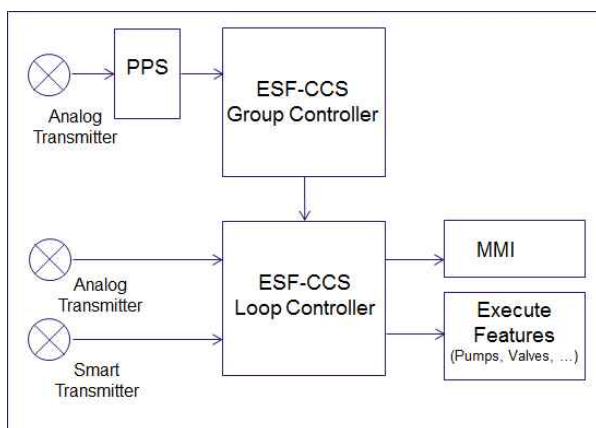 PPS
ESF-CCS
Group Controller
Analog
Transmitter
ESF-CCS
Loop Controller
Analog
Transmitter
Smart
Transmitter
MMI
Execute
Features
(Pumps, Valves, ...)